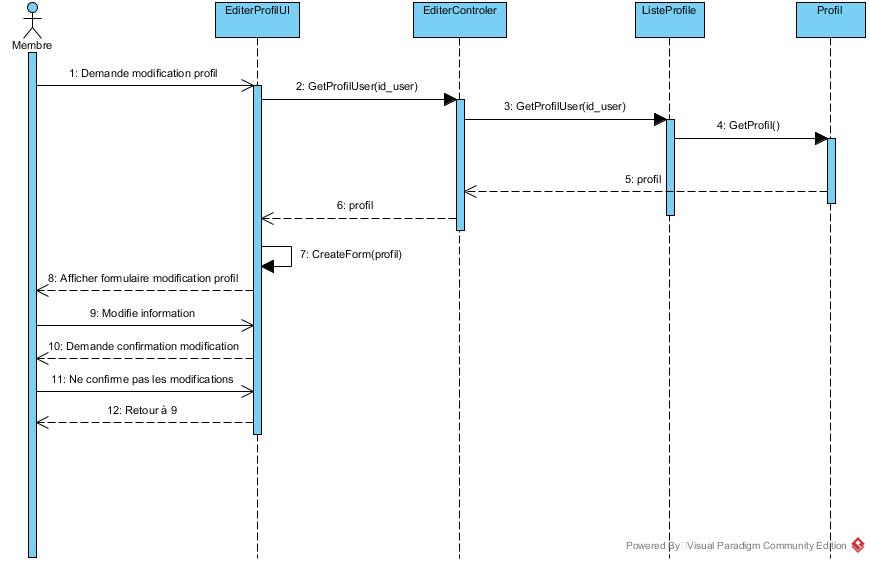 EditerProfilUI
EditerControler
ListeProfile
Profil
Membre
1: Demande modification profil
2: GetProfilUser(id_user)
3: GetProfilUser(id_user)
4: GetProfil()
5: profil
6: profil
7: CreateForm(profil)
8: Afficher formulaire modification profil
9: Modifie information
10: Demande confirmation modification
11: Ne confirme pas les modifications
12: Retour à 9
Powered By Visual Paradigm Community Edition